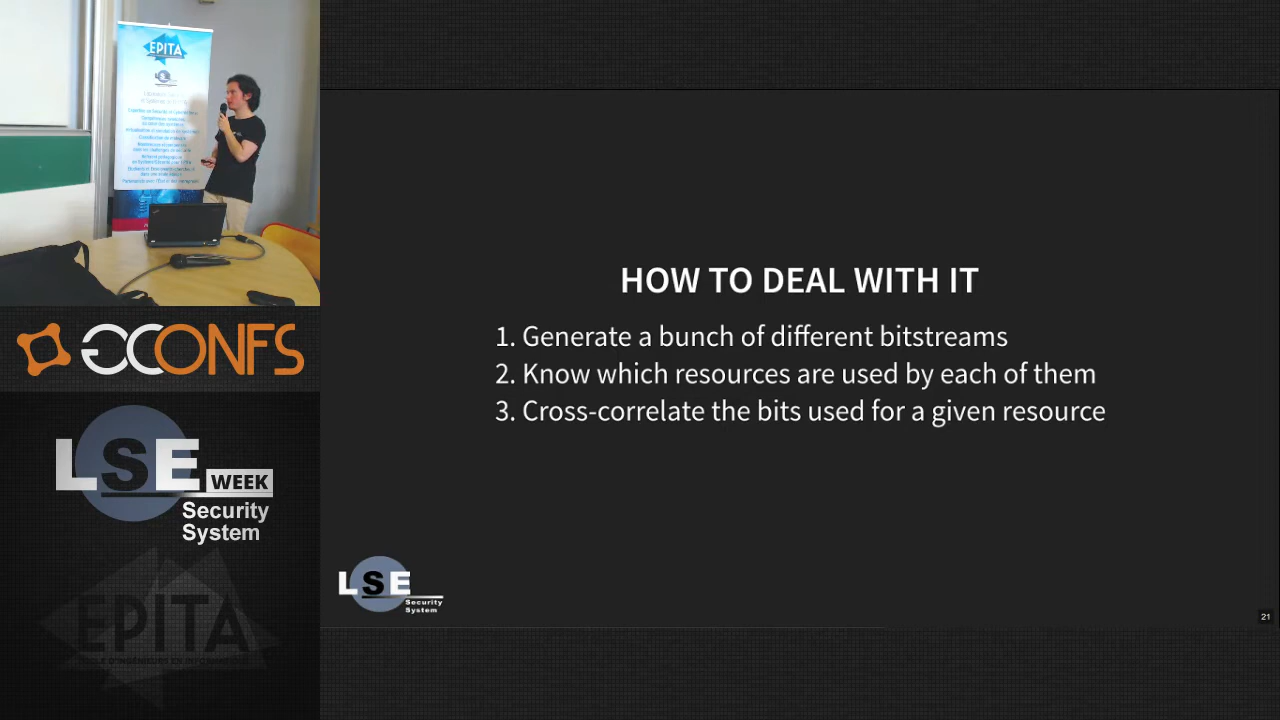 EPITA
GCONFS
LSE
WEEK
Security
System
EPITA
HOW TO DEAL WITH IT
1. Generate a bunch of different bitstreams
2. Know which resources are used by each of them
3. Cross-correlate the bits used for a given resource
LSE
Security
System
21